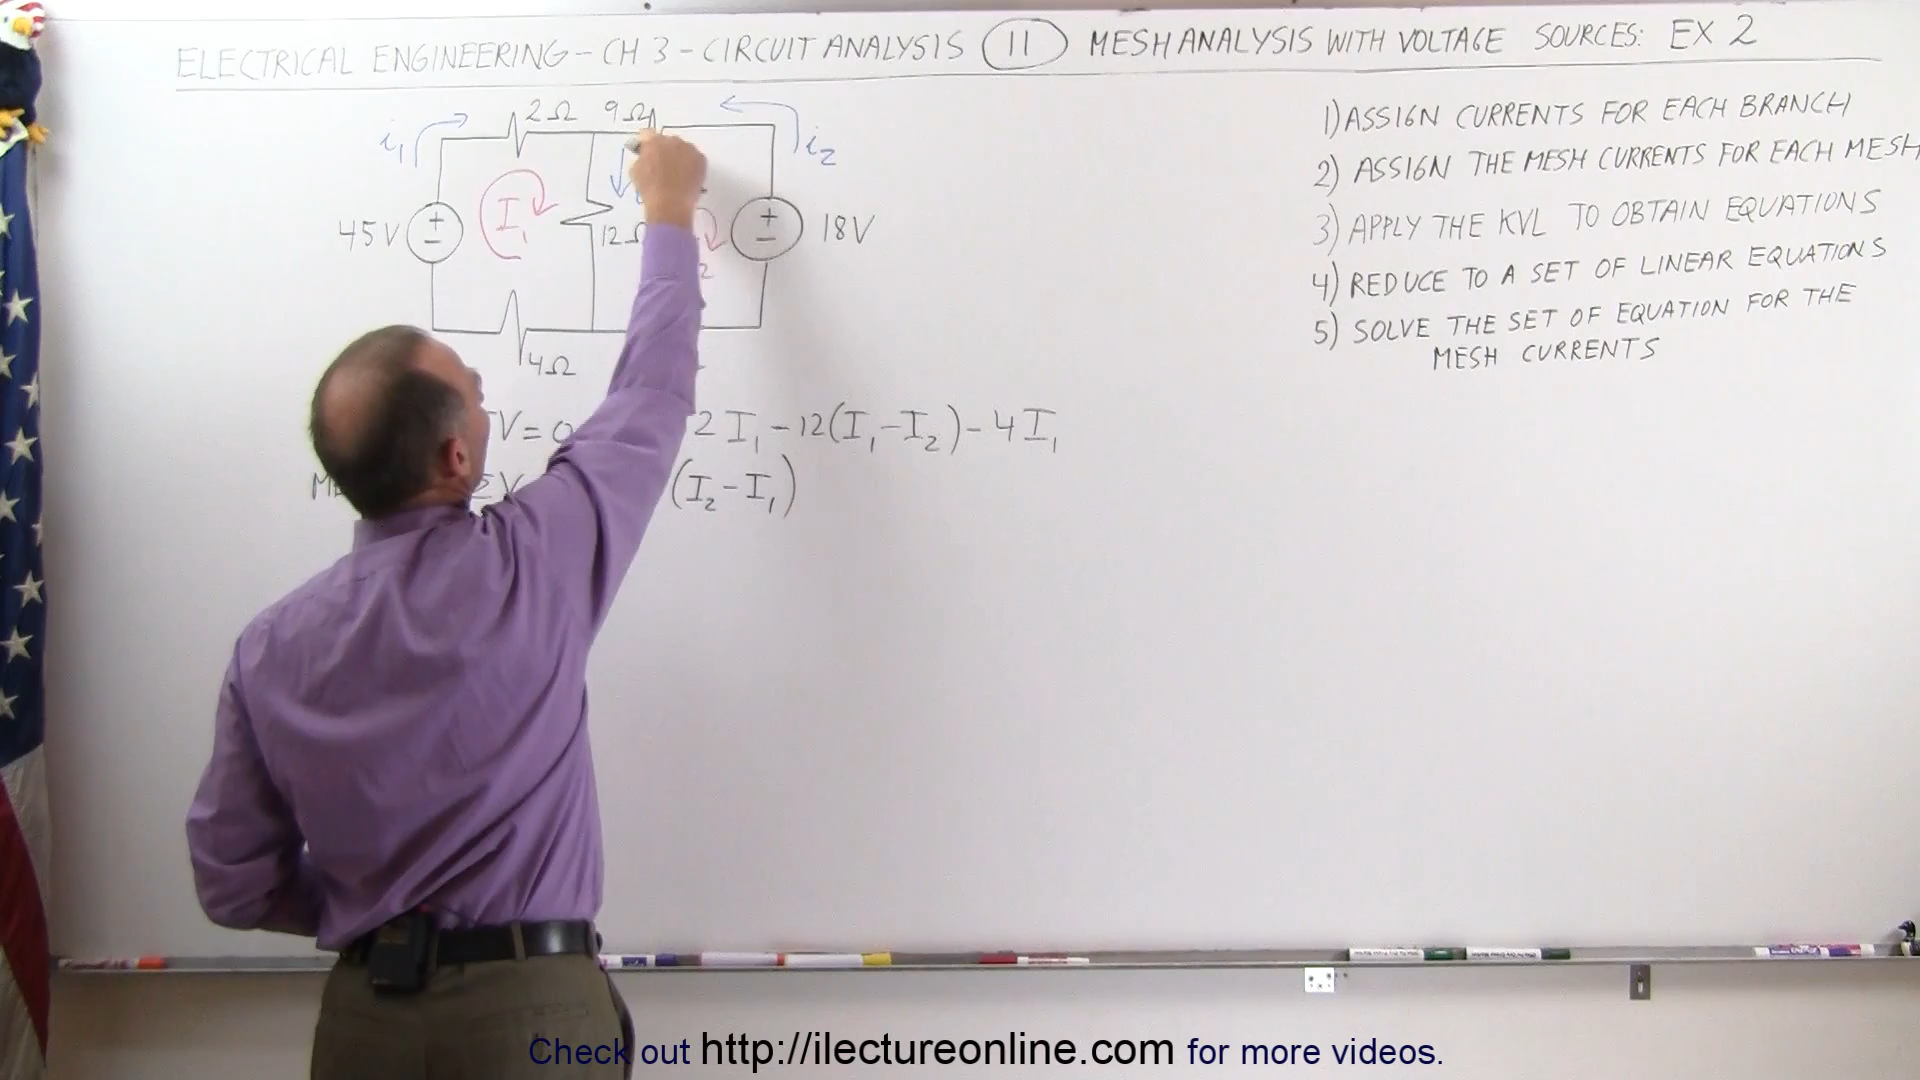 ELECTRICAL ENGINEERING - CH 3 - CIRCUIT ANALYSIS 11 MESH ANALYSIS WITH VOLTAGE SOURCES: EX 2
i1 2Ω 9Ω i2
45V + − I1 12Ω 2 + − 18V
4Ω
V=0 2I1 - 12(I1-I2) - 4I1
(I2-I1)
1) ASSIGN CURRENTS FOR EACH BRANCH
2) ASSIGN THE MESH CURRENTS FOR EACH MESH
3) APPLY THE KVL TO OBTAIN EQUATIONS
4) REDUCE TO A SET OF LINEAR EQUATIONS
5) SOLVE THE SET OF EQUATION FOR THE
MESH CURRENTS
Check out http://ilectureonline.com for more videos.